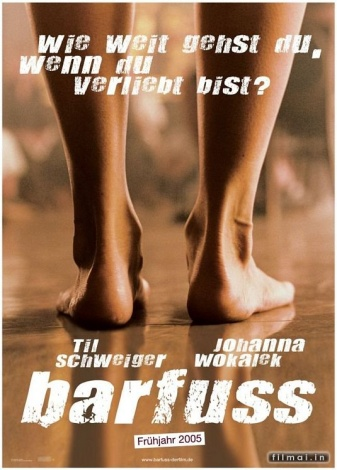 Wie weit gehst du,
wenn du
verliebt bist?
Til Schweiger
Johanna Wokalek
barfuss
Frühjahr 2005
www.barfuss-derfilm.de
filmai.in